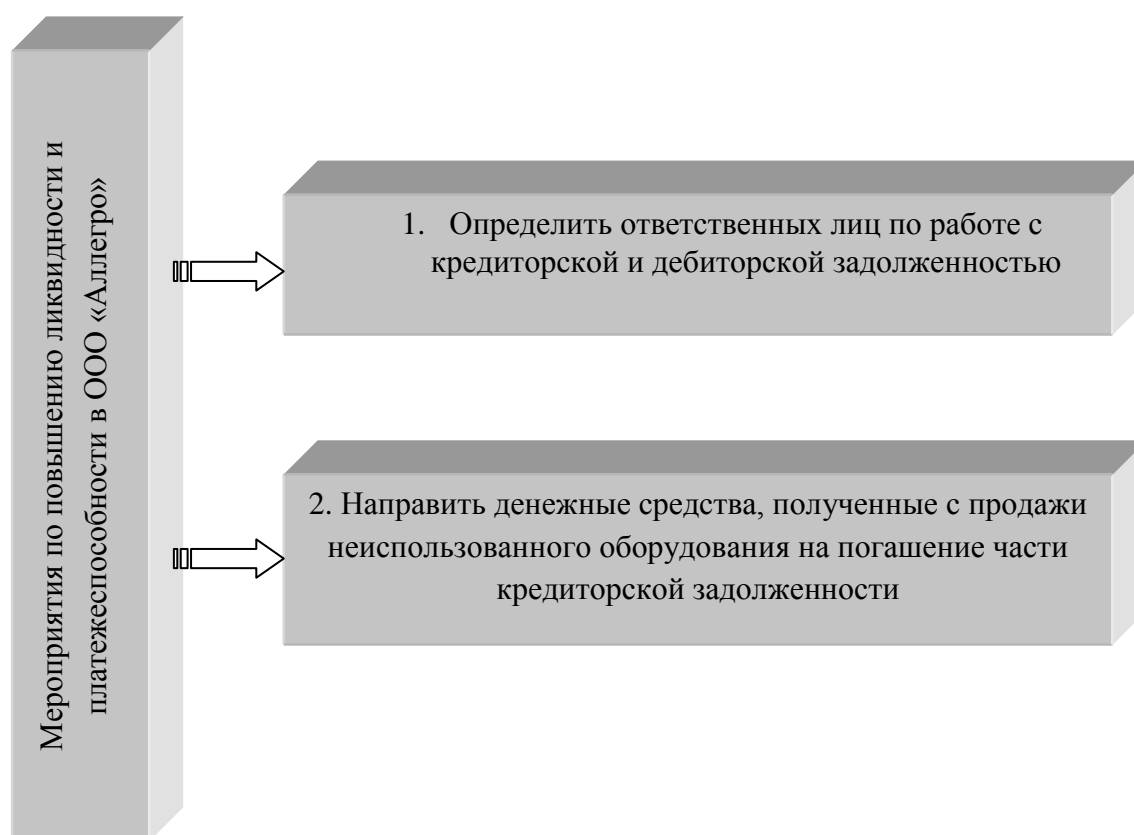 Мероприятия по повышению ликвидности и
платежеспособности в ООО «Аллегро»
1. Определить ответственных лиц по работе с
кредиторской и дебиторской задолженностью
2. Направить денежные средства, полученные с продажи
неиспользованного оборудования на погашение части
кредиторской задолженности